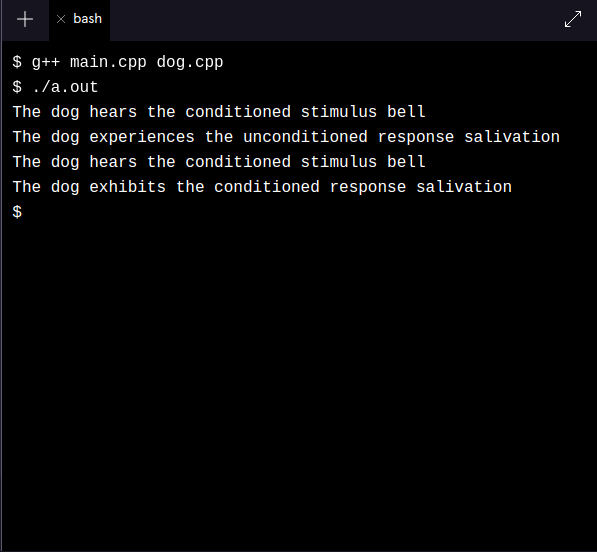 bash
$ g++ main.cpp dog.cpp
$ ./a.out
The dog hears the conditioned stimulus bell
The dog experiences the unconditioned response salivation
The dog hears the conditioned stimulus bell
The dog exhibits the conditioned response salivation
$